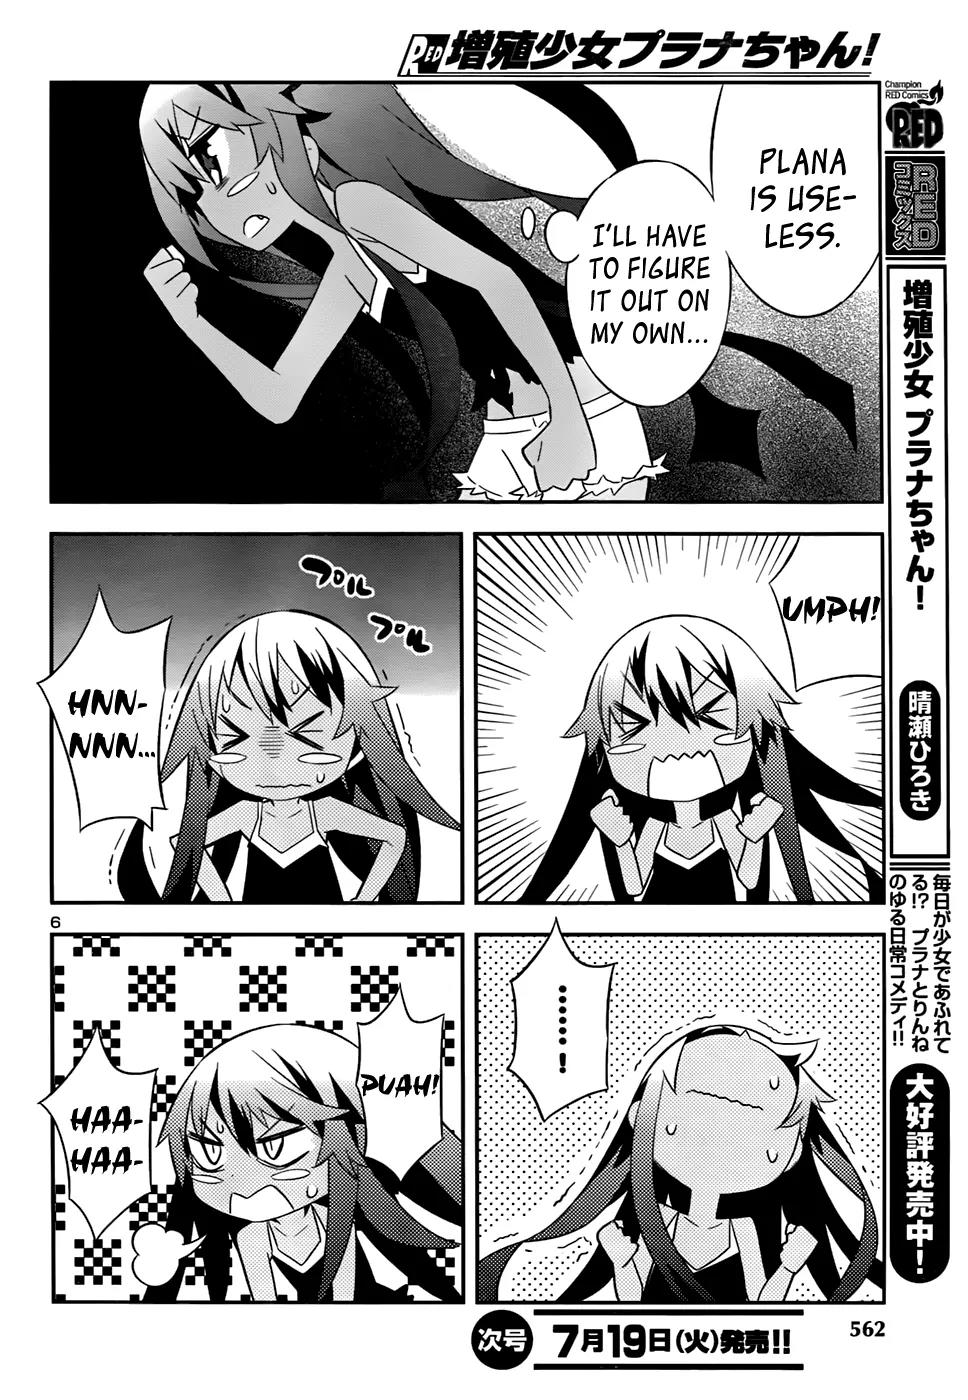 RED 増殖少女プラナちゃん!
PLANA
IS USE-
LESS.
I'LL HAVE
TO FIGURE
IT OUT ON
MY OWN...
UMPH!
プル
プル
HNN-
NNN...
......!
PUAH!
HAA-
HAA-
6
Champion
RED Comics
RED
REDコミックス
増殖少女 プラナちゃん!
晴瀬ひろき
毎日が少女であふれて
る!? プラナとりんね
のゆる日常コメディ!!
大好評発売中!
562
次号 7月19日(火)発売!!